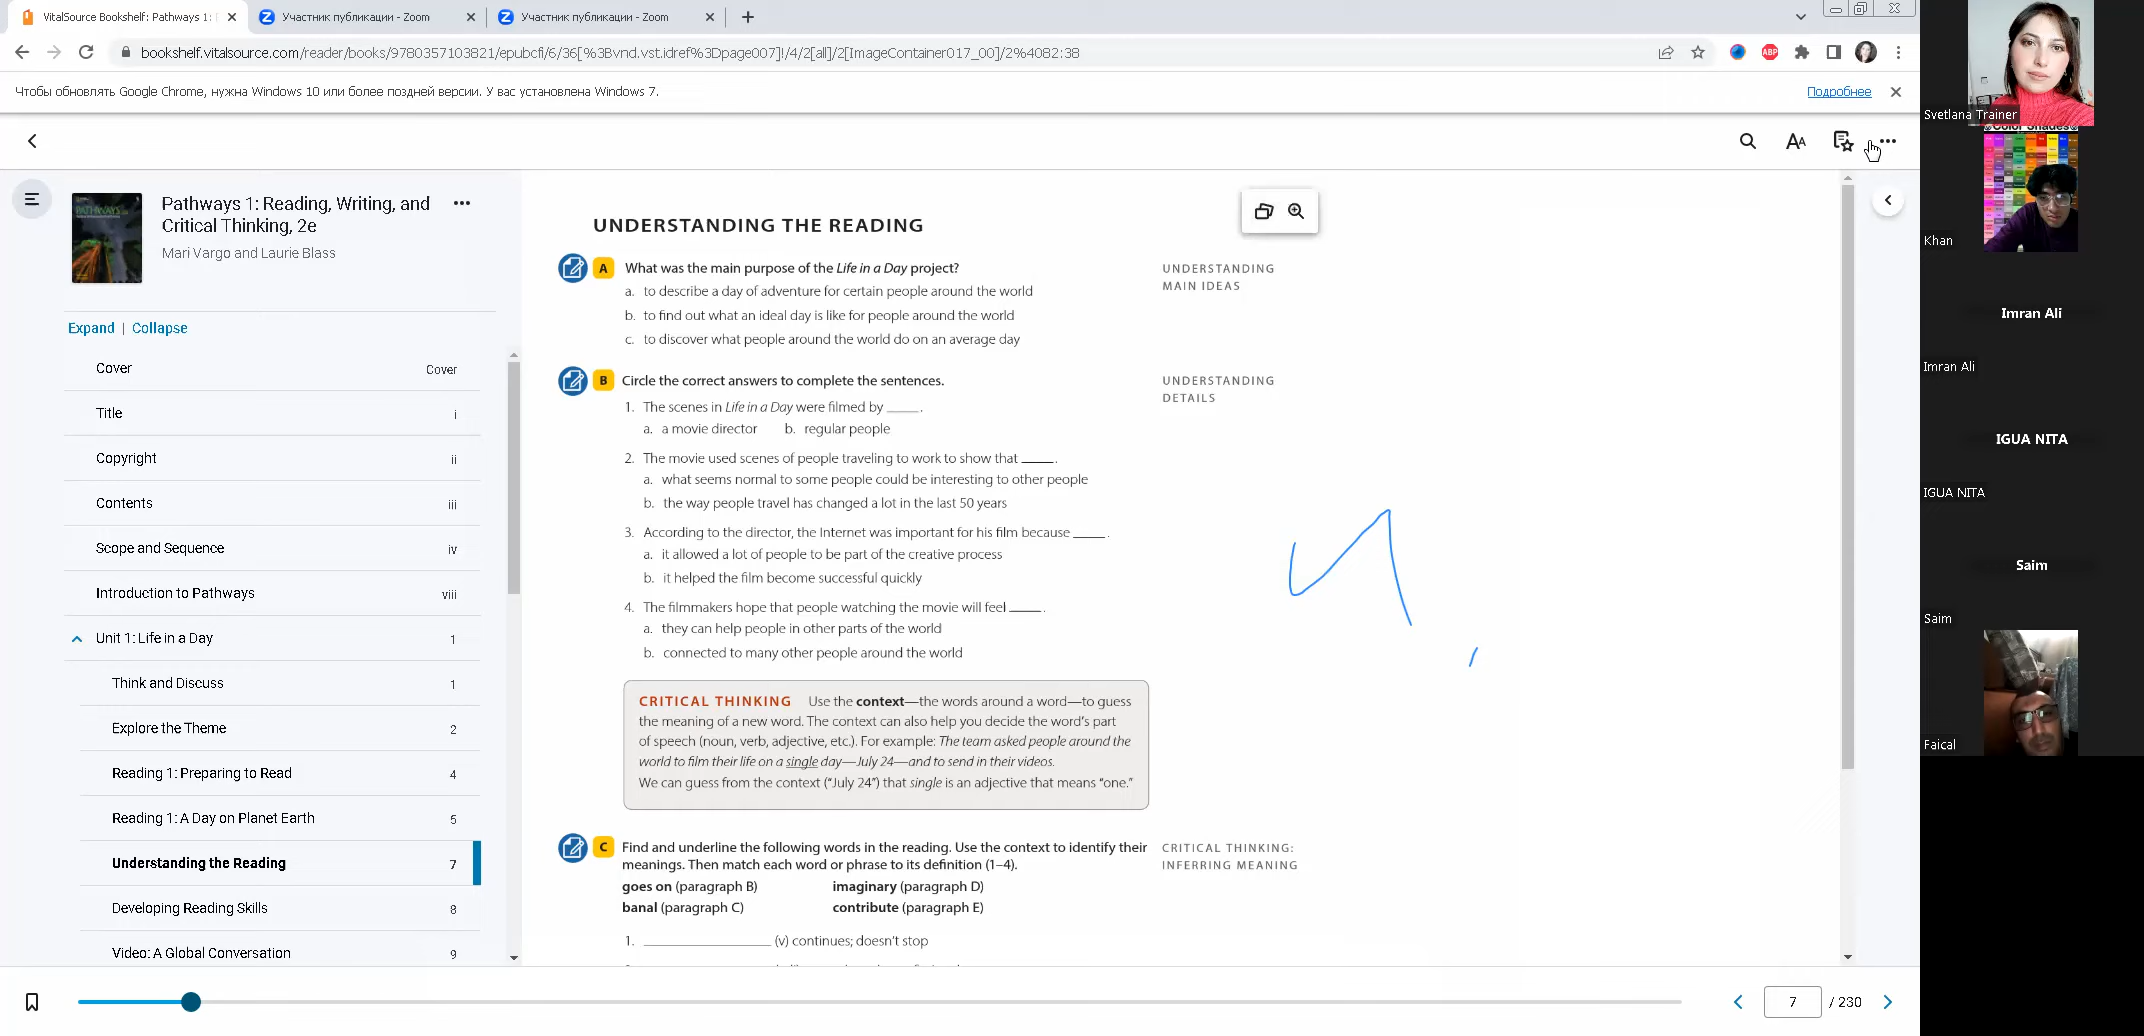 VitalSource Bookshelf: Pathways 1:
Участник публикации - Zoom
Участник публикации - Zoom
bookshelf.vitalsource.com/reader/books/9780357103821/epubcfi/6/36[%3Bvnd.vst.idref%3Dpage007]!/4/2[all]/2[ImageContainer017_00]/2%4082:38
ABP
Чтобы обновлять Google Chrome, нужна Windows 10 или более поздней версии. У вас установлена Windows 7.
Подробнее
AA
PATHWAYS
Pathways 1: Reading, Writing, and
Critical Thinking, 2e
Mari Vargo and Laurie Blass
Expand | Collapse
Cover Cover
Title i
Copyright ii
Contents iii
Scope and Sequence iv
Introduction to Pathways viii
Unit 1: Life in a Day 1
Think and Discuss 1
Explore the Theme 2
Reading 1: Preparing to Read 4
Reading 1: A Day on Planet Earth 5
Understanding the Reading 7
Developing Reading Skills 8
Video: A Global Conversation 9
UNDERSTANDING THE READING
A What was the main purpose of the Life in a Day project?
a. to describe a day of adventure for certain people around the world
b. to find out what an ideal day is like for people around the world
c. to discover what people around the world do on an average day
UNDERSTANDING
MAIN IDEAS
B Circle the correct answers to complete the sentences.
1. The scenes in Life in a Day were filmed by _____.
a. a movie director b. regular people
2. The movie used scenes of people traveling to work to show that _____.
a. what seems normal to some people could be interesting to other people
b. the way people travel has changed a lot in the last 50 years
3. According to the director, the Internet was important for his film because _____.
a. it allowed a lot of people to be part of the creative process
b. it helped the film become successful quickly
4. The filmmakers hope that people watching the movie will feel _____.
a. they can help people in other parts of the world
b. connected to many other people around the world
UNDERSTANDING
DETAILS
CRITICAL THINKING Use the context—the words around a word—to guess
the meaning of a new word. The context can also help you decide the word's part
of speech (noun, verb, adjective, etc.). For example: The team asked people around the
world to film their life on a single day—July 24—and to send in their videos.
We can guess from the context ("July 24") that single is an adjective that means "one."
C Find and underline the following words in the reading. Use the context to identify their
meanings. Then match each word or phrase to its definition (1–4).
goes on (paragraph B) imaginary (paragraph D)
banal (paragraph C) contribute (paragraph E)
1. ____________________ (v) continues; doesn't stop
CRITICAL THINKING:
INFERRING MEANING
7 / 230
Svetlana Trainer
Color Shades
Khan
Imran Ali
Imran Ali
IGUA NITA
IGUA NITA
Saim
Saim
Faical